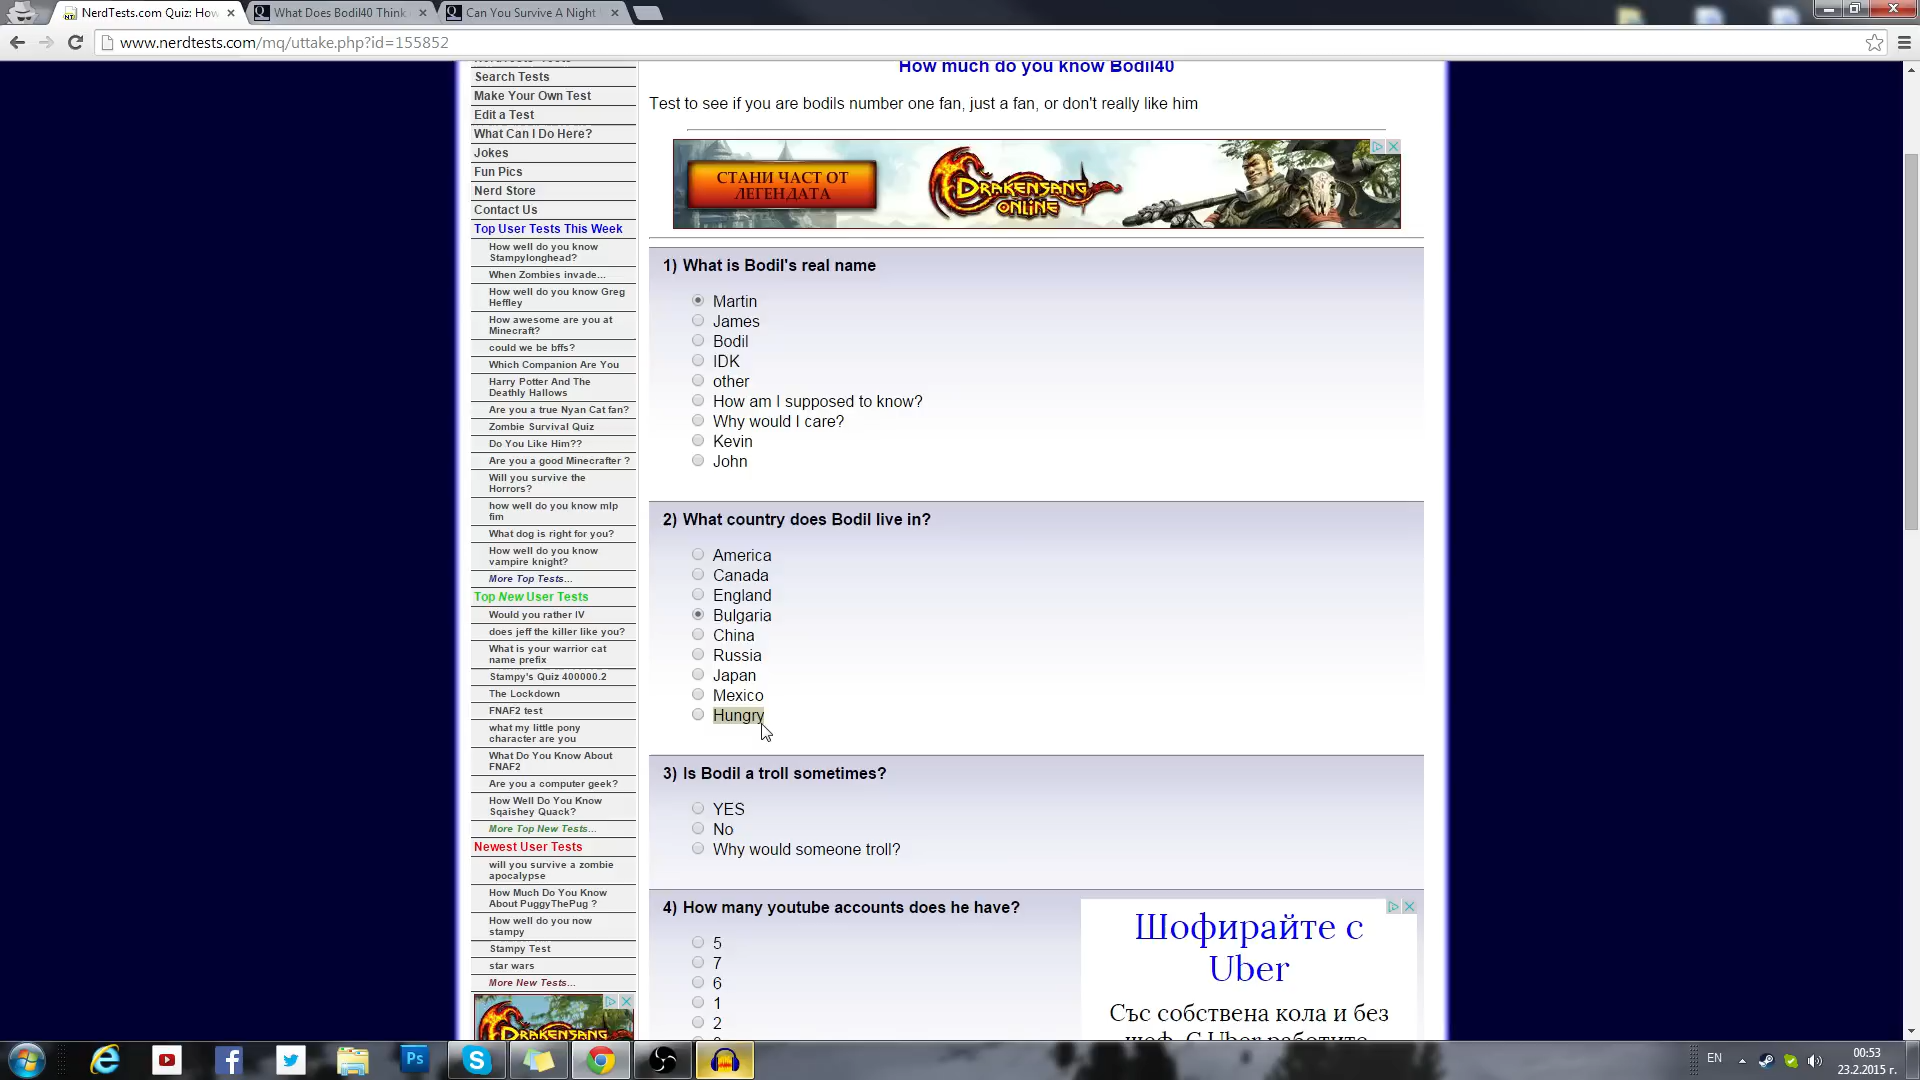 NerdTests.com Quiz: How
What Does Bodil40 Think
Can You Survive A Night
www.nerdtests.com/mq/uttake.php?id=155852
Search Tests
Make Your Own Test
Edit a Test
What Can I Do Here?
Jokes
Fun Pics
Nerd Store
Contact Us
Top User Tests This Week
How well do you know
Stampylonghead?
When Zombies invade...
How well do you know Greg
Heffley
How awesome are you at
Minecraft?
could we be bffs?
Which Companion Are You
Harry Potter And The
Deathly Hallows
Are you a true Nyan Cat fan?
Zombie Survival Quiz
Do You Like Him??
Are you a good Minecrafter ?
Will you survive the
Horrors?
how well do you know mlp
fim
What dog is right for you?
How well do you know
vampire knight?
More Top Tests...
Top New User Tests
Would you rather IV
does jeff the killer like you?
What is your warrior cat
name prefix
Stampy's Quiz 400000.2
The Lockdown
FNAF2 test
what my little pony
character are you
What Do You Know About
FNAF2
Are you a computer geek?
How Well Do You Know
Sqaishey Quack?
More Top New Tests...
Newest User Tests
will you survive a zombie
apocalypse
How Much Do You Know
About PuggyThePug ?
How well do you now
stampy
Stampy Test
star wars
More New Tests...
DRAKENSANG
How much do you know Bodil40
Test to see if you are bodils number one fan, just a fan, or don't really like him
СТАНИ ЧАСТ ОТ
ЛЕГЕНДАТА
DRAKENSANG
ONLINE
1) What is Bodil's real name
Martin
James
Bodil
IDK
other
How am I supposed to know?
Why would I care?
Kevin
John
2) What country does Bodil live in?
America
Canada
England
Bulgaria
China
Russia
Japan
Mexico
Hungry
3) Is Bodil a troll sometimes?
YES
No
Why would someone troll?
4) How many youtube accounts does he have?
5
7
6
1
2
Шофирайте с
Uber
Със собствена кола и без
шеф. С Uber работите
Ps
EN
00:53
23.2.2015 г.